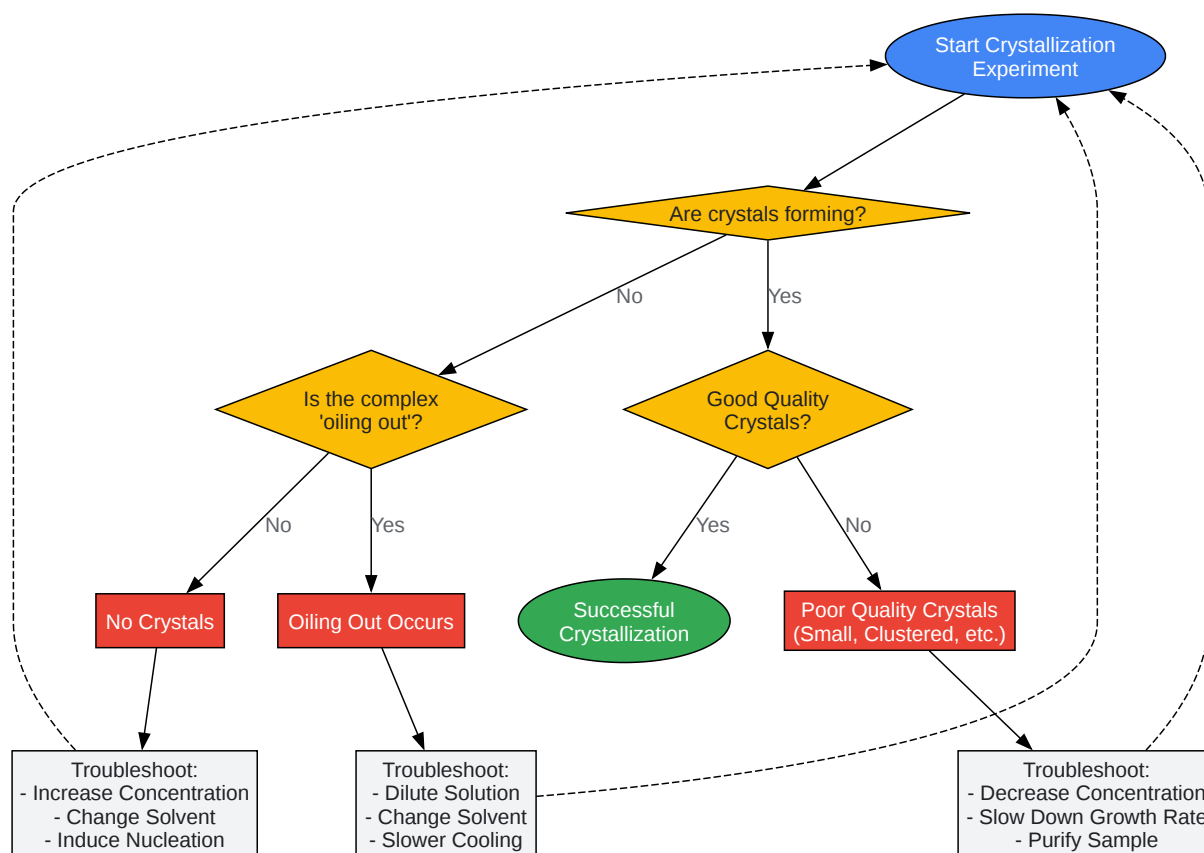 Start Crystallization
Experiment
Are crystals forming?
No
Yes
Is the complex
'oiling out'?
Good Quality
Crystals?
No
Yes
Yes
No
No Crystals
Oiling Out Occurs
Successful
Crystallization
Poor Quality Crystals
(Small, Clustered, etc.)
Troubleshoot:
- Increase Concentration
- Change Solvent
- Induce Nucleation
Troubleshoot:
- Dilute Solution
- Change Solvent
- Slower Cooling
Troubleshoot:
- Decrease Concentration
- Slow Down Growth Rate
- Purify Sample